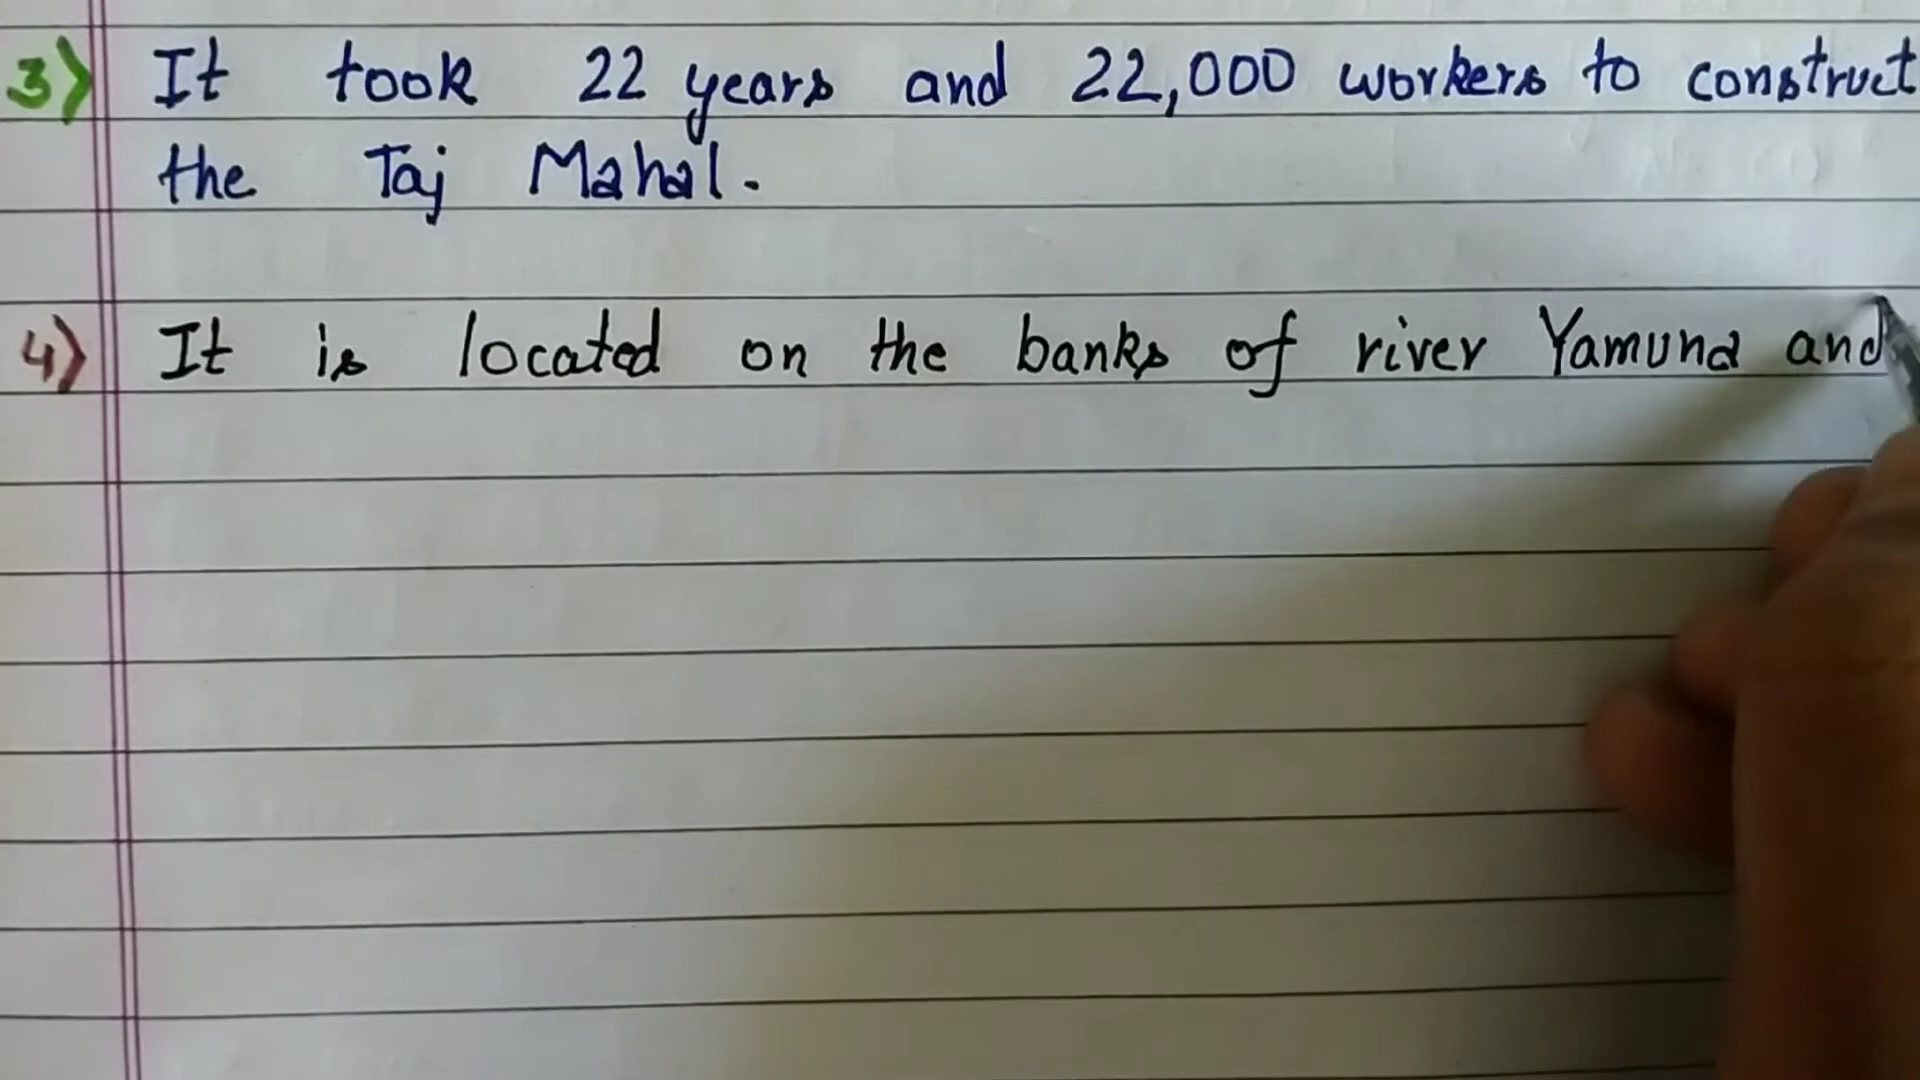 3) It took 22 years and 22,000 workers to construct
the Taj Mahal.
4) It is located on the banks of river Yamuna and